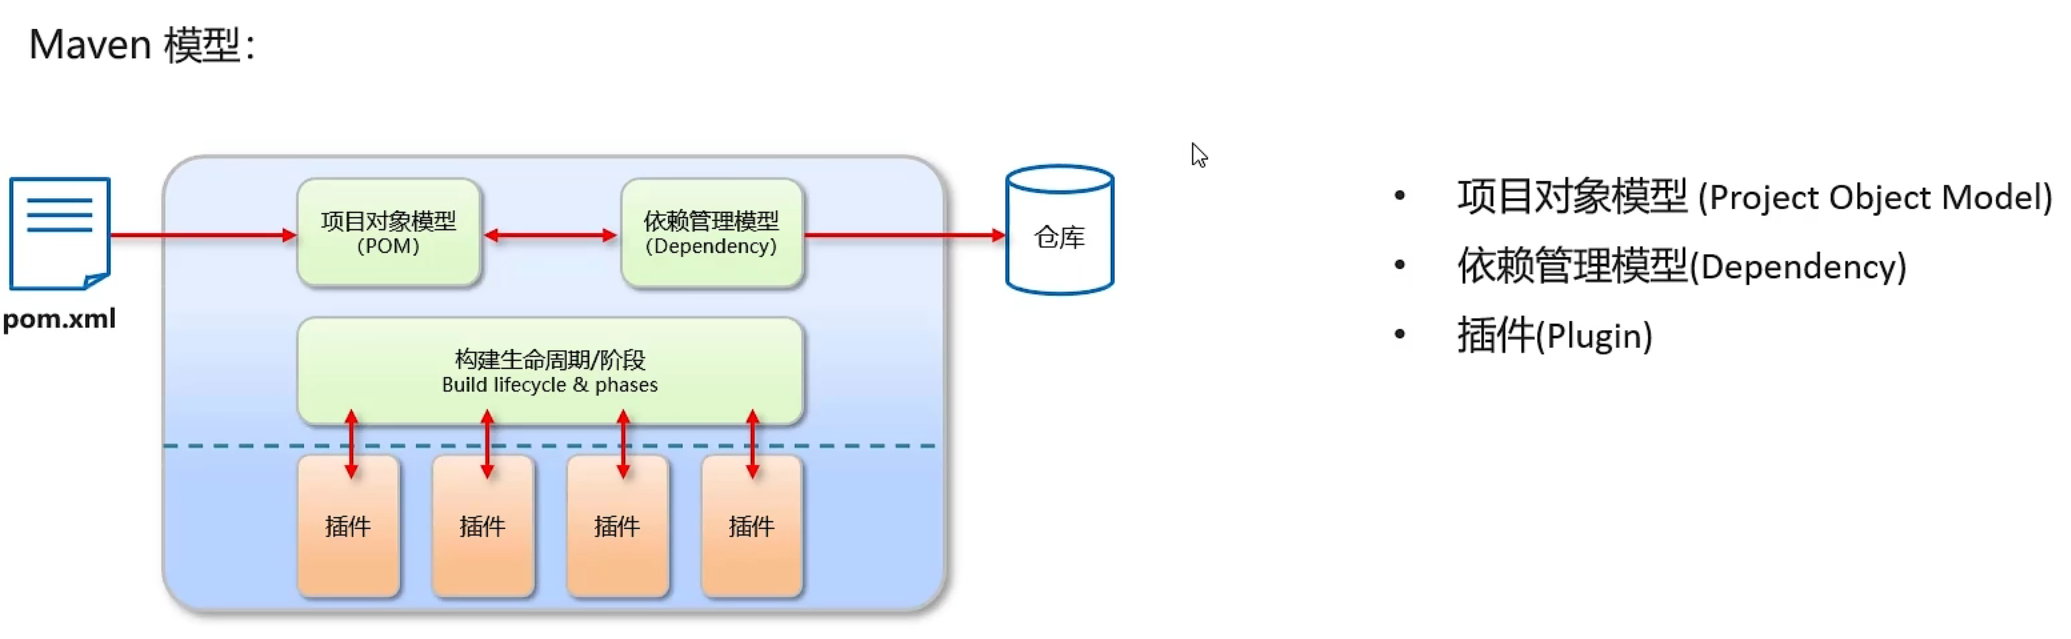 Maven 模型：
pom.xml
项目对象模型
(POM)
依赖管理模型
(Dependency)
仓库
构建生命周期/阶段
Build lifecycle & phases
插件
插件
插件
插件
• 项目对象模型 (Project Object Model)
• 依赖管理模型(Dependency)
• 插件(Plugin)